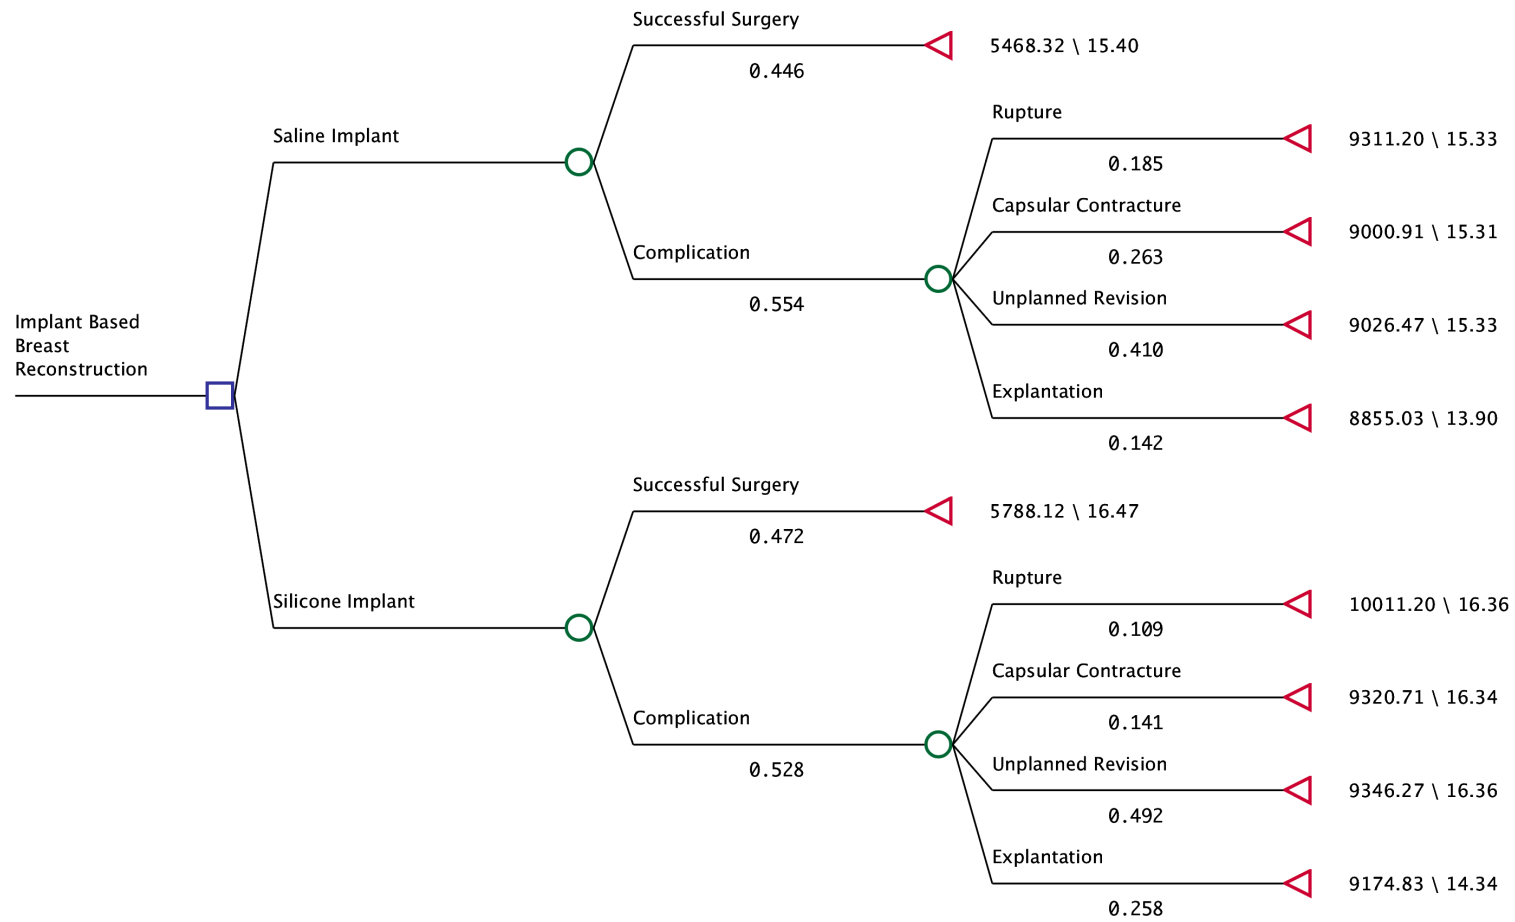 Successful Surgery
5468.32 \ 15.40
0.446
Rupture
9311.20 \ 15.33
0.185
Saline Implant
Capsular Contracture
9000.91 \ 15.31
0.263
Complication
0.554
Unplanned Revision
9026.47 \ 15.33
0.410
Explantation
8855.03 \ 13.90
0.142
Implant Based
Breast
Reconstruction
Successful Surgery
5788.12 \ 16.47
0.472
Rupture
10011.20 \ 16.36
0.109
Silicone Implant
Capsular Contracture
9320.71 \ 16.34
0.141
Complication
0.528
Unplanned Revision
9346.27 \ 16.36
0.492
Explantation
9174.83 \ 14.34
0.258